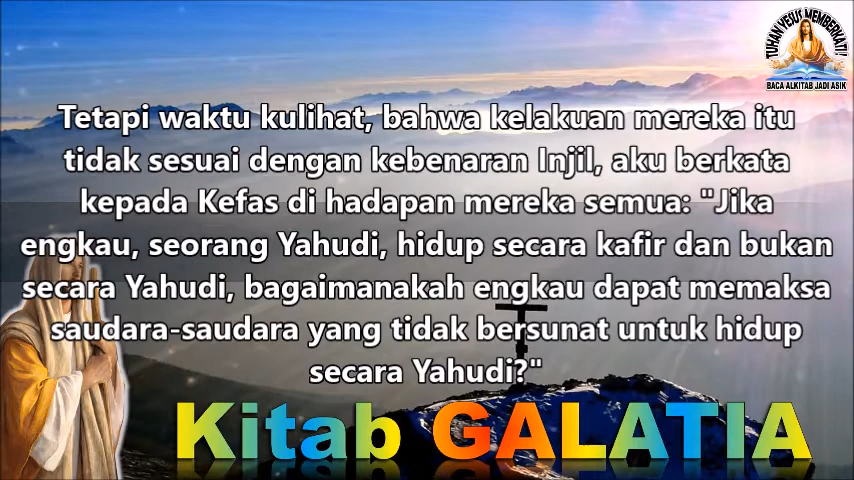 TUHAN YESUS MEMBERKATI!
BACA ALKITAB JADI ASIK
Tetapi waktu kulihat, bahwa kelakuan mereka itu
tidak sesuai dengan kebenaran Injil, aku berkata
kepada Kefas di hadapan mereka semua: "Jika
engkau, seorang Yahudi, hidup secara kafir dan bukan
secara Yahudi, bagaimanakah engkau dapat memaksa
saudara-saudara yang tidak bersunat untuk hidup
secara Yahudi?"
Kitab GALATIA